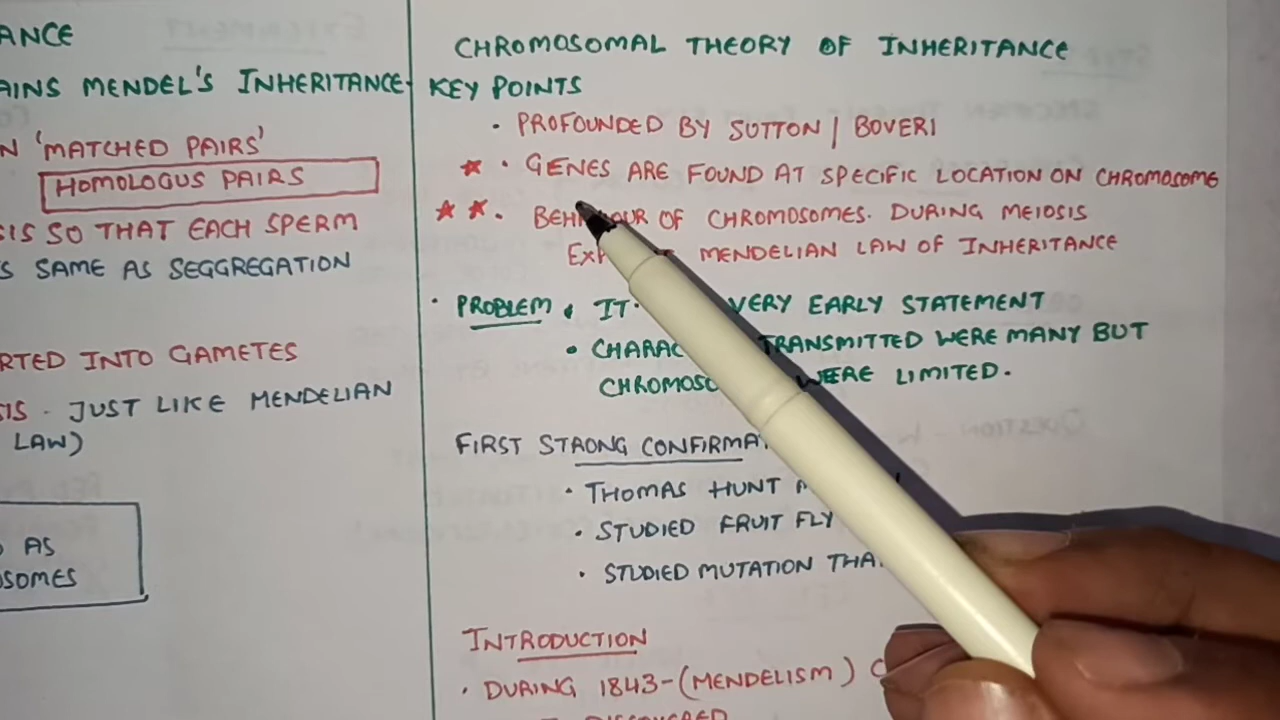 ANCE
AINS MENDEL'S INHERITANCE.
N 'MATCHED PAIRS'
HOMOLOGUS PAIRS
SIS SO THAT EACH SPERM
S SAME AS SEGGREGATION
RTED INTO GAMETES
SIS - JUST LIKE MENDELIAN
LAW)
AS
OSOMES
CHROMOSOMAL THEORY OF INHERITANCE
KEY POINTS
• PROFOUNDED BY SUTTON / BOVERI
★ • GENES ARE FOUND AT SPECIFIC LOCATION ON CHROMOSOME
★ ★ • OF CHROMOSOMES. DURING MEIOSIS
MENDELIAN LAW OF INHERITANCE
• PROBLEM • IT VERY EARLY STATEMENT
• CHARAC TRANSMITTED WERE MANY BUT
CHROMOSO WERE LIMITED.
FIRST STRONG CONFIRMA
• THOMAS HUNT
• STUDIED FRUIT FLY
• STUDIED MUTATION THA
INTRODUCTION
• DURING 1843-(MENDELISM)